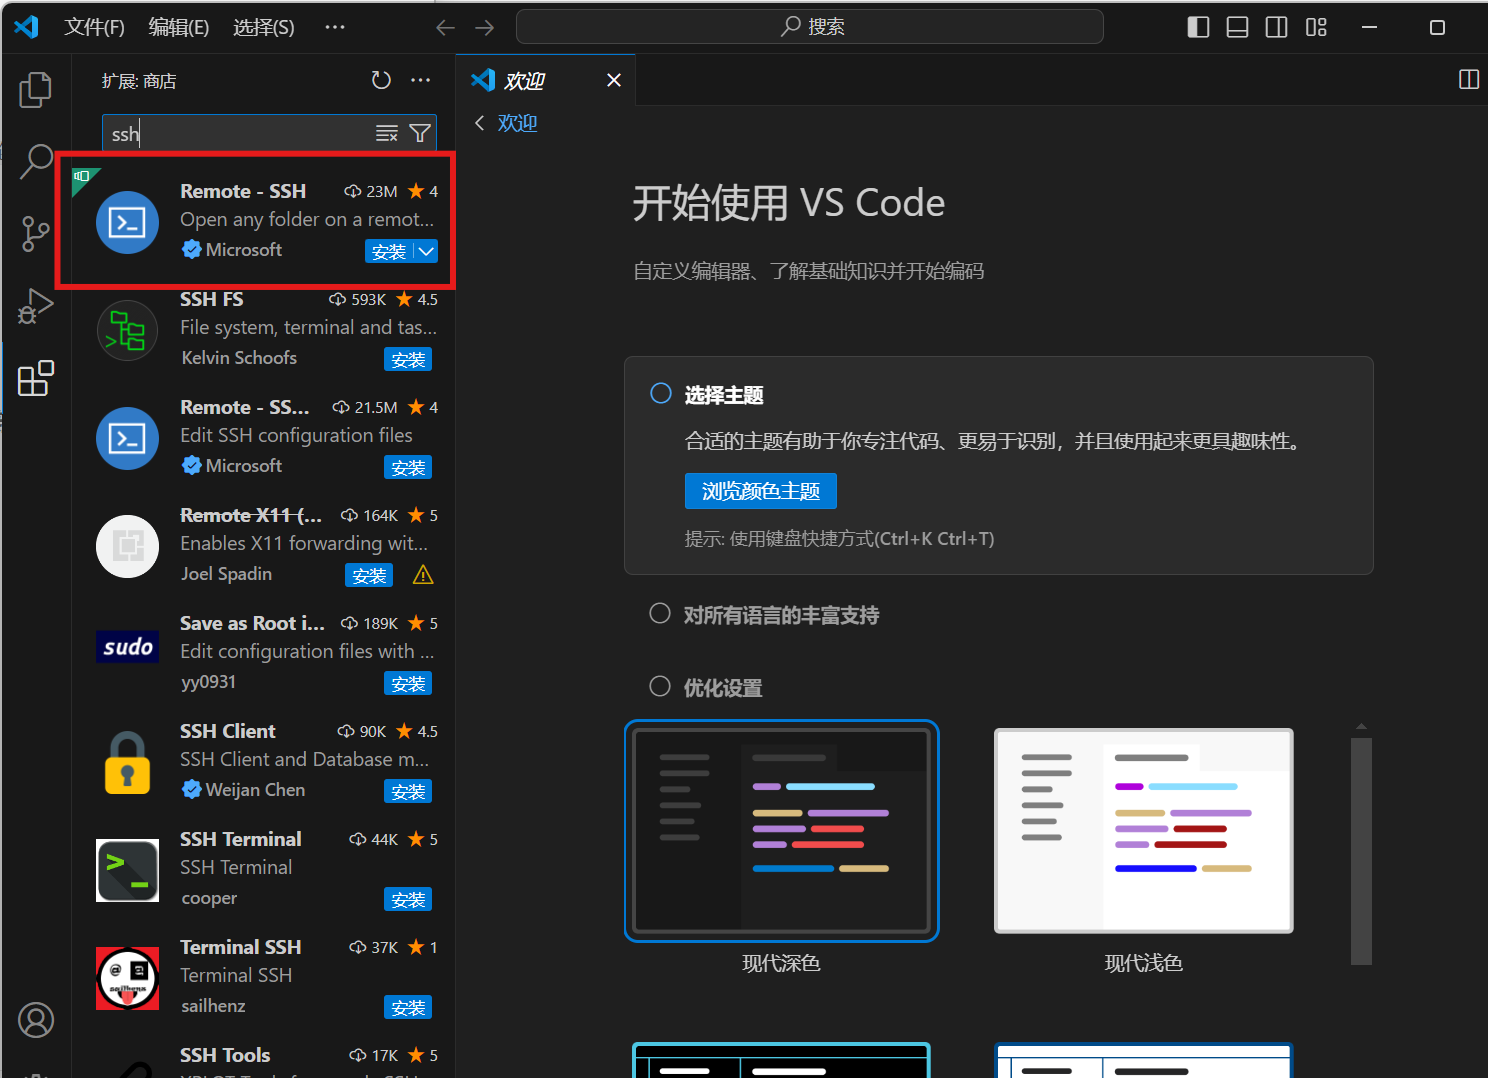 文件(F) 编辑(E) 选择(S) ··· 搜索
扩展: 商店
ssh
Remote - SSH 23M 4
Open any folder on a remot...
Microsoft 安装
SSH FS 593K 4.5
File system, terminal and tas...
Kelvin Schoofs 安装
Remote - SS... 21.5M 4
Edit SSH configuration files
Microsoft 安装
Remote X11 (... 164K 5
Enables X11 forwarding wit...
Joel Spadin 安装
Save as Root i... 189K 5
sudo
Edit configuration files with ...
yy0931 安装
SSH Client 90K 4.5
SSH Client and Database m...
Weijan Chen 安装
SSH Terminal 44K 5
SSH Terminal
cooper 安装
Terminal SSH 37K 1
Terminal SSH
sailhenz
sailhenz 安装
SSH Tools 17K 5
欢迎
欢迎
开始使用 VS Code
自定义编辑器、了解基础知识并开始编码
选择主题
合适的主题有助于你专注代码、更易于识别，并且使用起来更具趣味性。
浏览颜色主题
提示: 使用键盘快捷方式(Ctrl+K Ctrl+T)
对所有语言的丰富支持
优化设置
现代深色 现代浅色